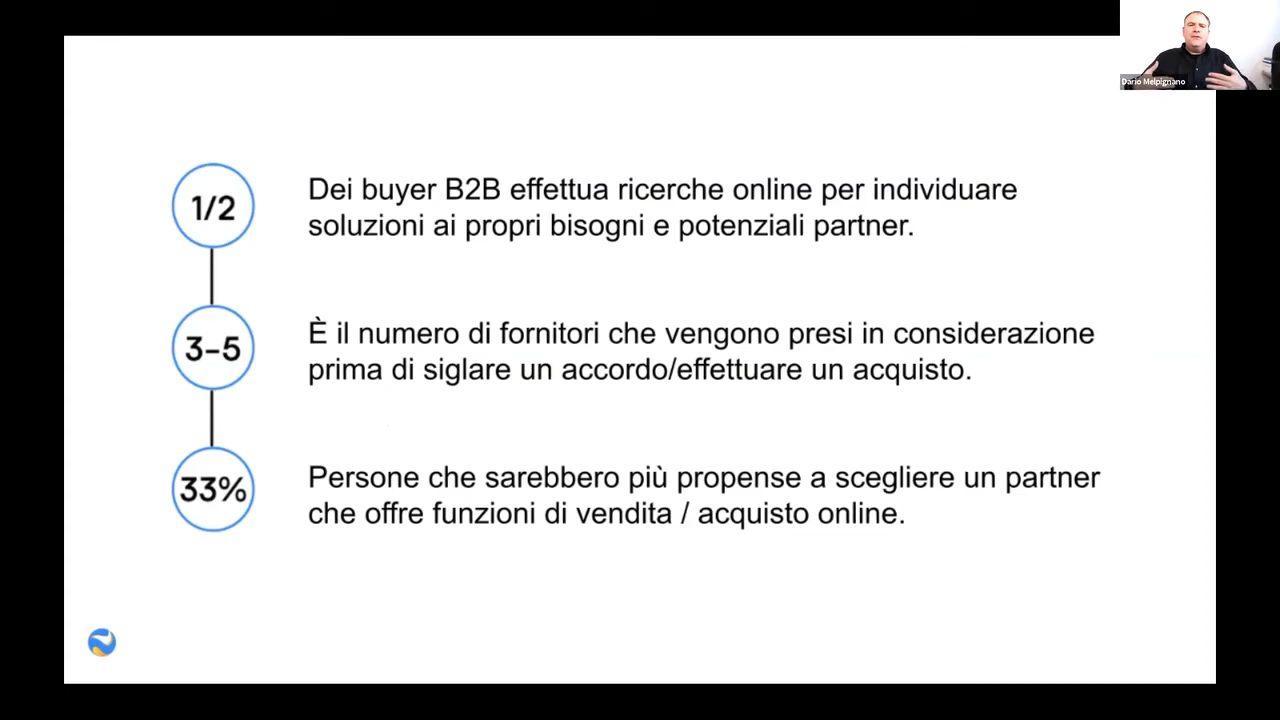 Dario Melpignano
1/2
Dei buyer B2B effettua ricerche online per individuare
soluzioni ai propri bisogni e potenziali partner.
3–5
È il numero di fornitori che vengono presi in considerazione
prima di siglare un accordo/effettuare un acquisto.
33%
Persone che sarebbero più propense a scegliere un partner
che offre funzioni di vendita / acquisto online.